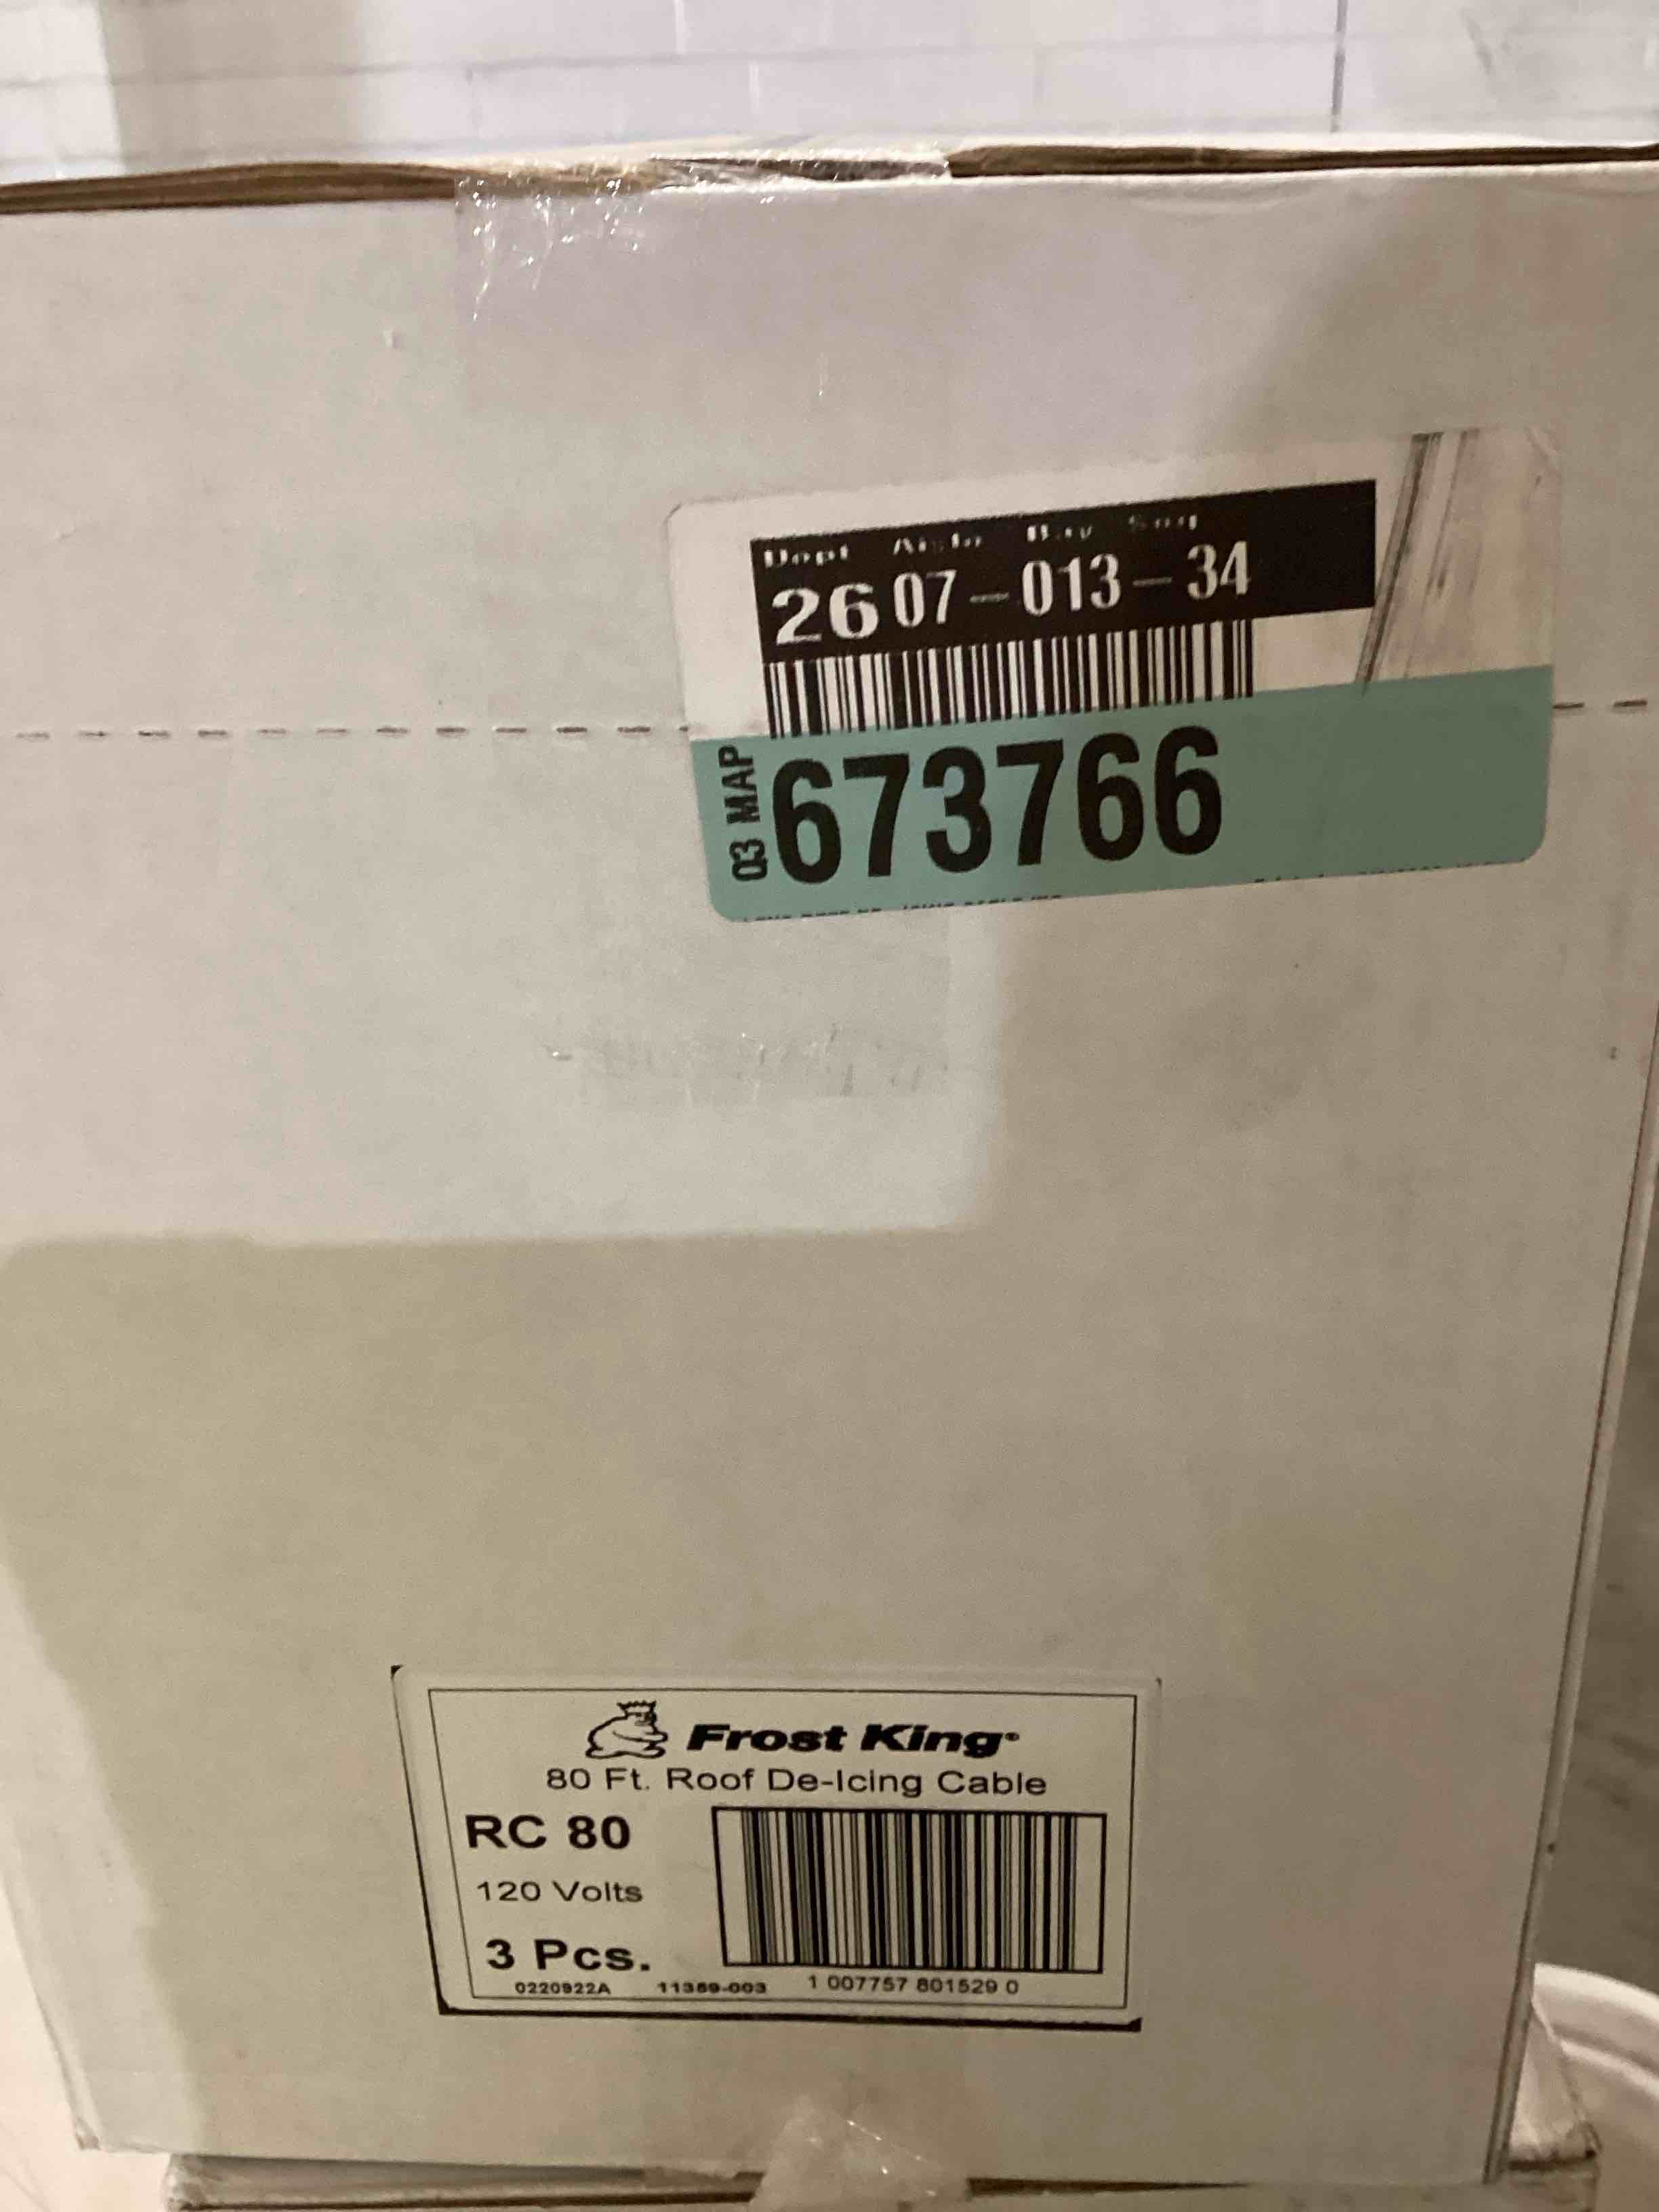 Dept Aisle Bay Seq
26 07-013-34
03 MAP
673766
Frost King®
80 Ft. Roof De-Icing Cable
RC 80
120 Volts
3 Pcs.
0220922A 11369-003 1 007757 801529 0